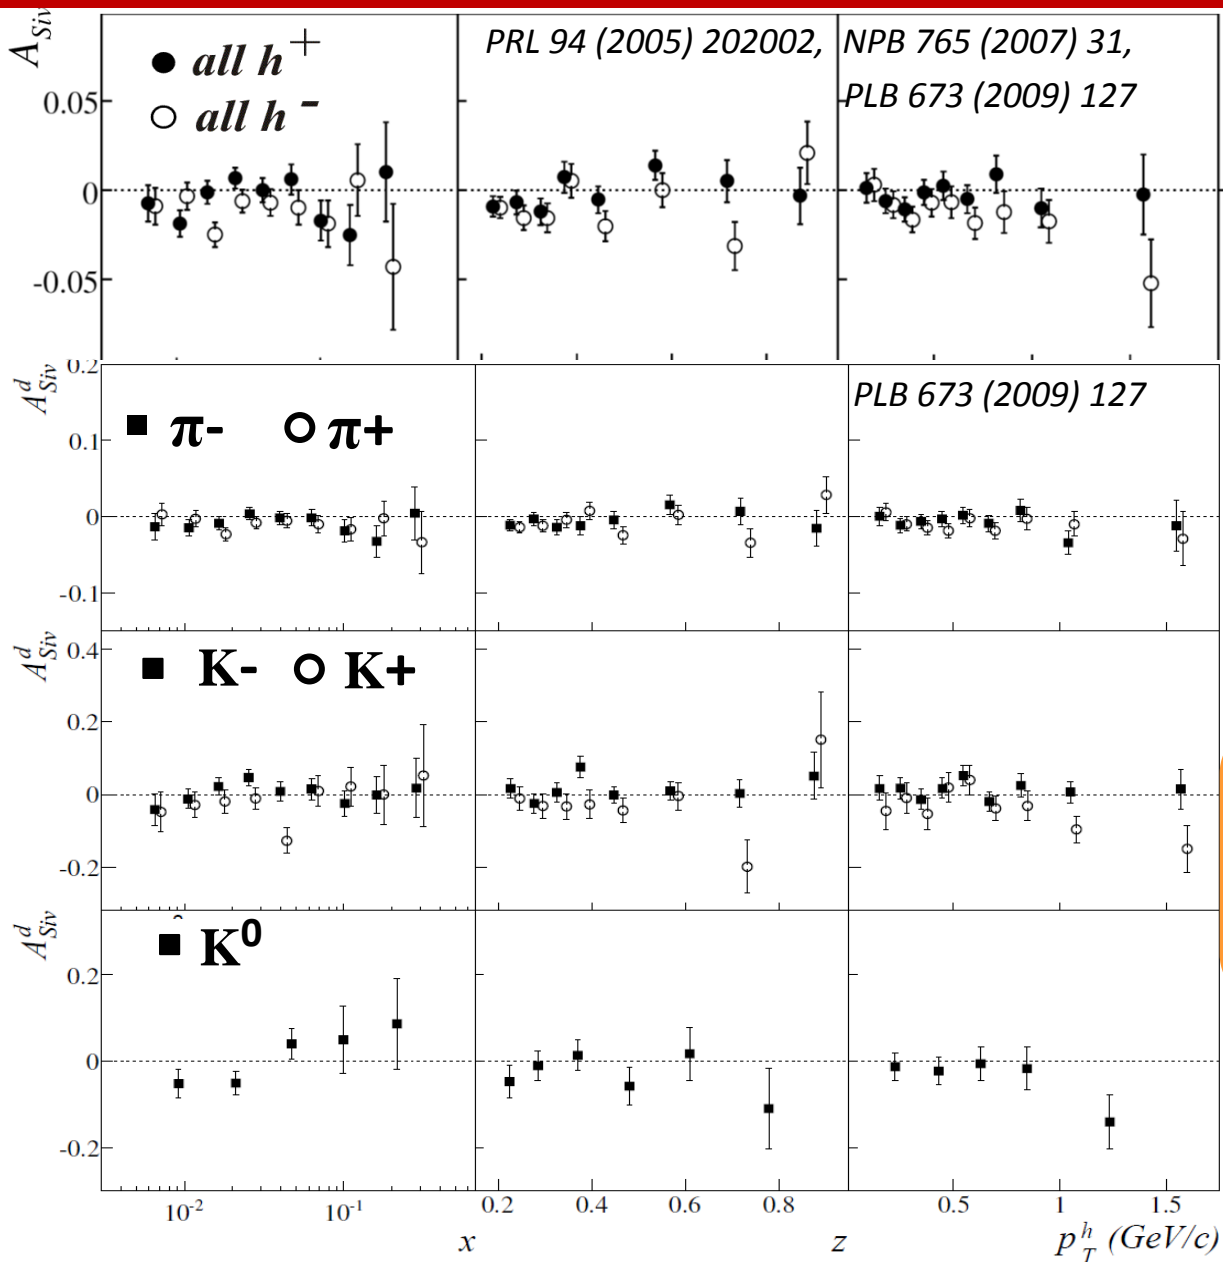 A_Siv
● all h⁺
○ all h⁻
PRL 94 (2005) 202002, NPB 765 (2007) 31,
PLB 673 (2009) 127
0.05
0
-0.05
A^d_Siv
0.2
■ π- ○ π+
PLB 673 (2009) 127
0.1
0
-0.1
A^d_Siv
0.4
■ K- ○ K+
0.2
0
-0.2
A^d_Siv
■ K⁰
0.2
0
-0.2
10⁻² 10⁻¹ 0.2 0.4 0.6 0.8 0.5 1 1.5
x z p_T^h (GeV/c)